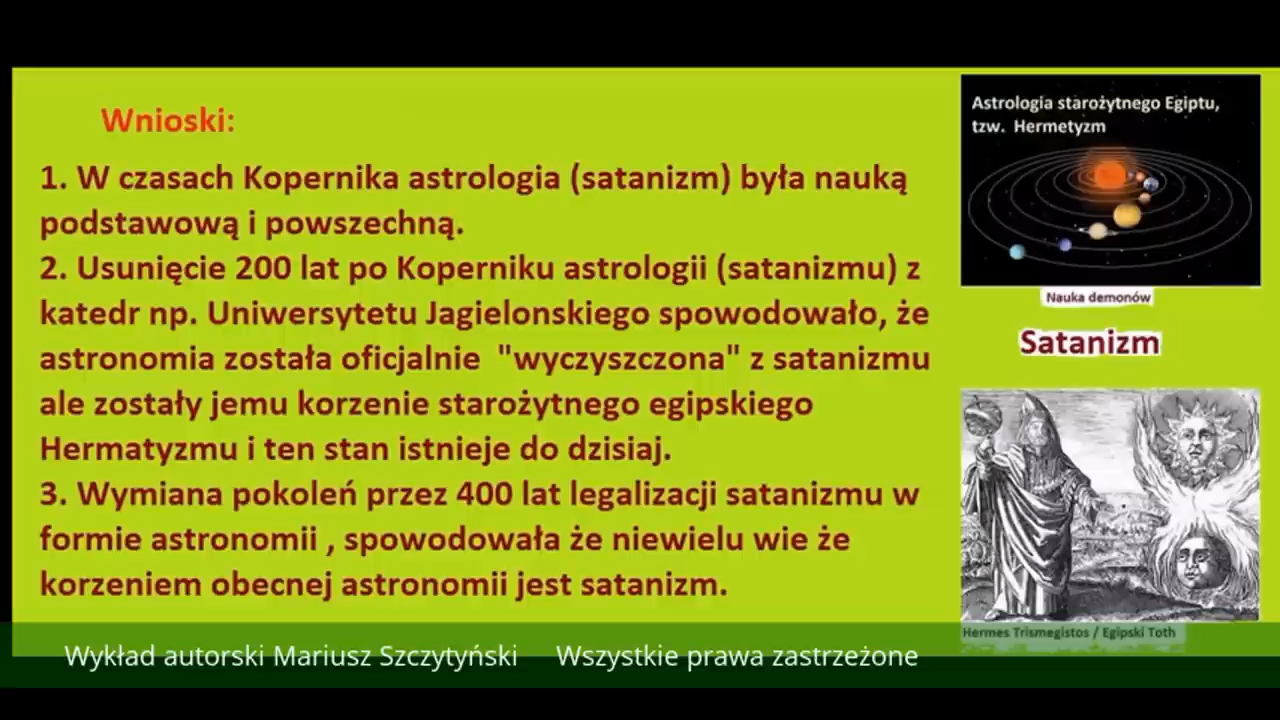 Wnioski:
1. W czasach Kopernika astrologia (satanizm) była nauką
podstawową i powszechną.
2. Usunięcie 200 lat po Koperniku astrologii (satanizmu) z
katedr np. Uniwersytetu Jagielonskiego spowodowało, że
astronomia została oficjalnie "wyczyszczona" z satanizmu
ale zostały jemu korzenie starożytnego egipskiego
Hermatyzmu i ten stan istnieje do dzisiaj.
3. Wymiana pokoleń przez 400 lat legalizacji satanizmu w
formie astronomii , spowodowała że niewielu wie że
korzeniem obecnej astronomii jest satanizm.
Astrologia starożytnego Egiptu,
tzw. Hermetyzm
Nauka demonów
Satanizm
Hermes Trismegistos / Egipski Toth
Wykład autorski Mariusz Szczytyński Wszystkie prawa zastrzeżone